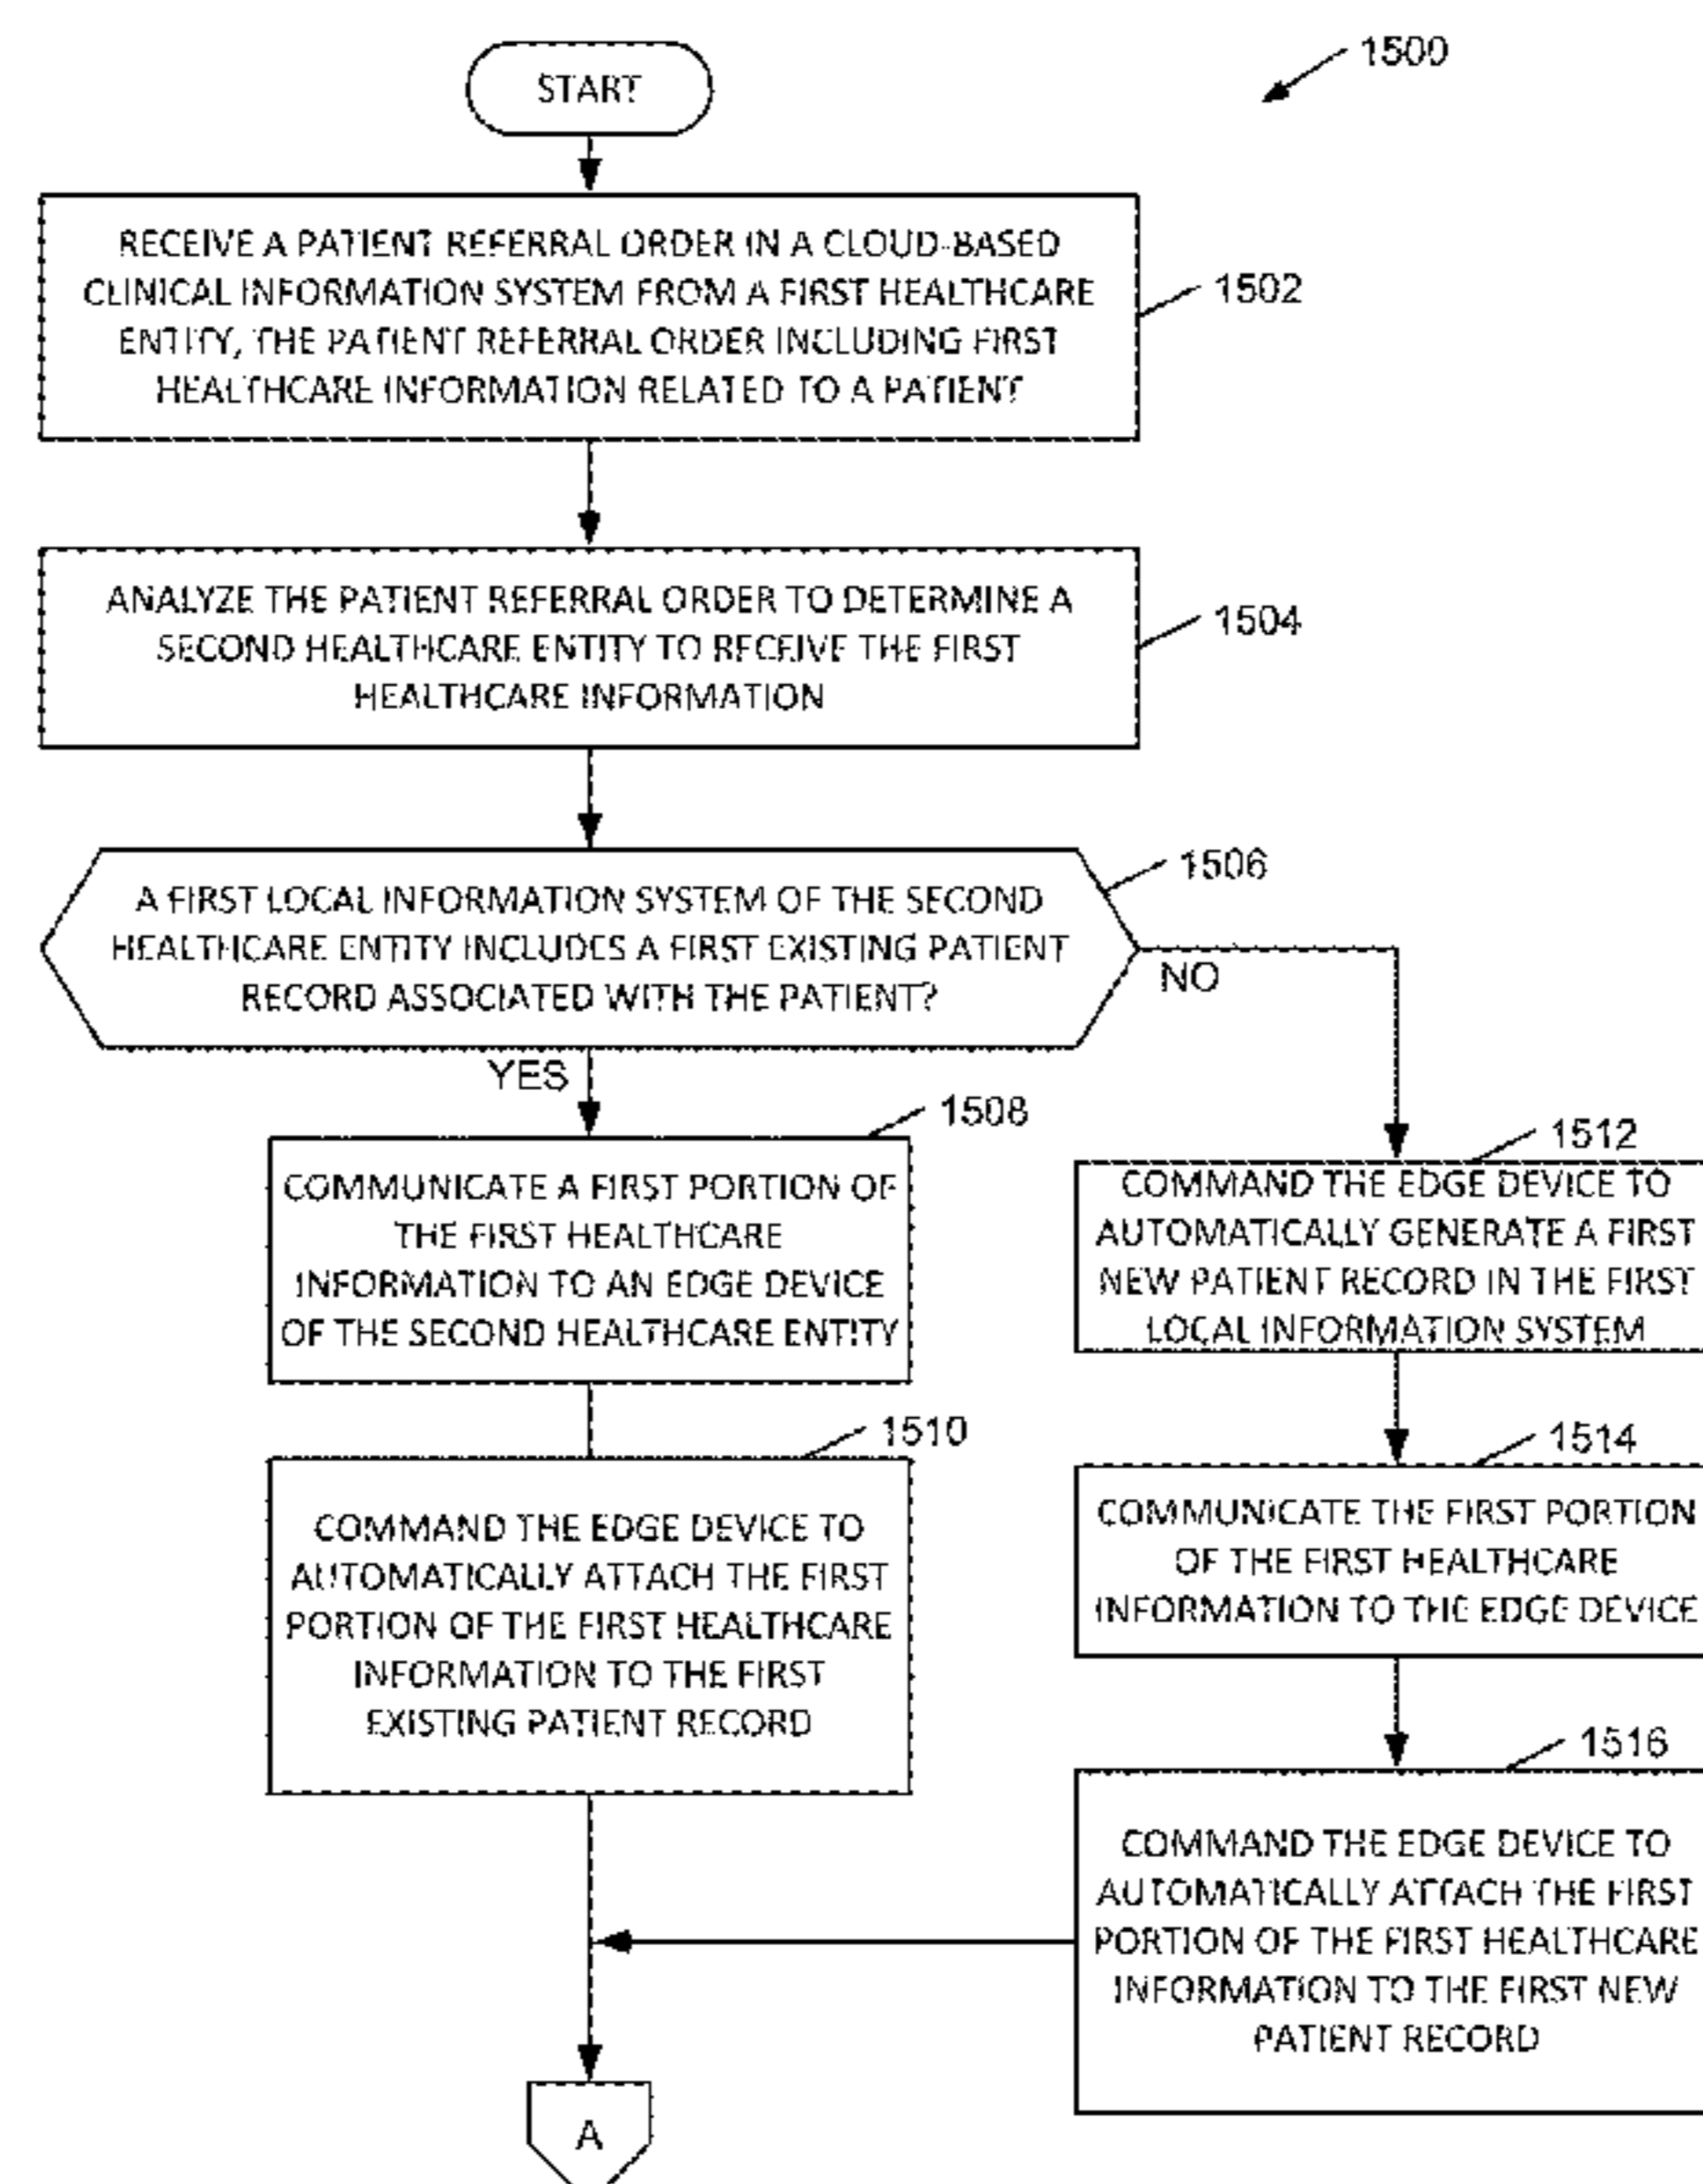 1500
START
RECEIVE A PATIENT REFERRAL ORDER IN A CLOUD-BASED
CLINICAL INFORMATION SYSTEM FROM A FIRST HEALTHCARE
ENTITY, THE PATIENT REFERRAL ORDER INCLUDING FIRST
HEALTHCARE INFORMATION RELATED TO A PATIENT
1502
ANALYZE THE PATIENT REFERRAL ORDER TO DETERMINE A
SECOND HEALTHCARE ENTITY TO RECEIVE THE FIRST
HEALTHCARE INFORMATION
1504
A FIRST LOCAL INFORMATION SYSTEM OF THE SECOND
HEALTHCARE ENTITY INCLUDES A FIRST EXISTING PATIENT
RECORD ASSOCIATED WITH THE PATIENT?
1506
NO
YES
1508
COMMUNICATE A FIRST PORTION OF
THE FIRST HEALTHCARE
INFORMATION TO AN EDGE DEVICE
OF THE SECOND HEALTHCARE ENTITY
1510
COMMAND THE EDGE DEVICE TO
AUTOMATICALLY ATTACH THE FIRST
PORTION OF THE FIRST HEALTHCARE
INFORMATION TO THE FIRST
EXISTING PATIENT RECORD
1512
COMMAND THE EDGE DEVICE TO
AUTOMATICALLY GENERATE A FIRST
NEW PATIENT RECORD IN THE FIRST
LOCAL INFORMATION SYSTEM
1514
COMMUNICATE THE FIRST PORTION
OF THE FIRST HEALTHCARE
INFORMATION TO THE EDGE DEVICE
1516
COMMAND THE EDGE DEVICE TO
AUTOMATICALLY ATTACH THE FIRST
PORTION OF THE FIRST HEALTHCARE
INFORMATION TO THE FIRST NEW
PATIENT RECORD
A